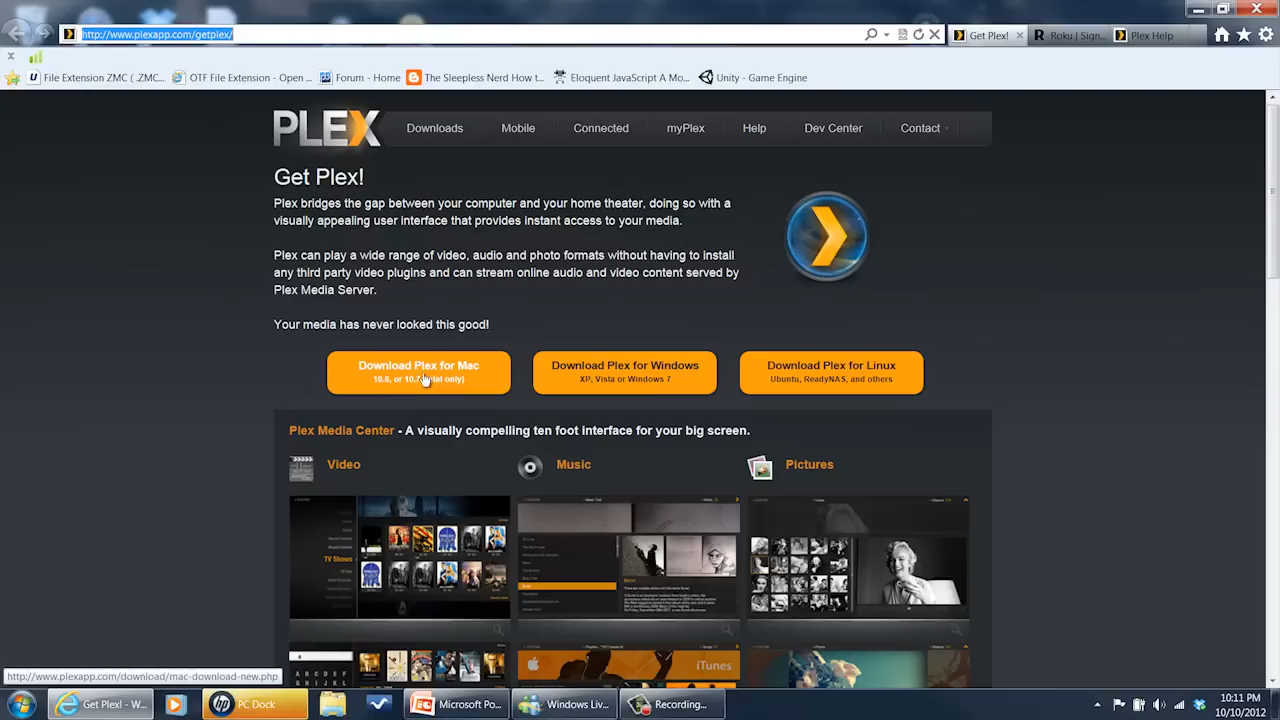 http://www.plexapp.com/getplex/
Get Plex!
Roku | Sign...
Plex Help
File Extension ZMC (.ZMC...
OTF File Extension - Open ...
Forum - Home
The Sleepless Nerd How t...
Eloquent JavaScript A Mo...
Unity - Game Engine
PLEX
Downloads
Mobile
Connected
myPlex
Help
Dev Center
Contact
Get Plex!
Plex bridges the gap between your computer and your home theater, doing so with a
visually appealing user interface that provides instant access to your media.
Plex can play a wide range of video, audio and photo formats without having to install
any third party video plugins and can stream online audio and video content served by
Plex Media Server.
Your media has never looked this good!
Download Plex for Mac
10.6, or 10.7 (Intel only)
Download Plex for Windows
XP, Vista or Windows 7
Download Plex for Linux
Ubuntu, ReadyNAS, and others
Plex Media Center - A visually compelling ten foot interface for your big screen.
Video
Music
Pictures
TV Shows
iTunes
http://www.plexapp.com/download/mac-download-new.php
Get Plex! - W...
PC Dock
Microsoft Po...
Windows Liv...
Recording...
10:11 PM
10/10/2012